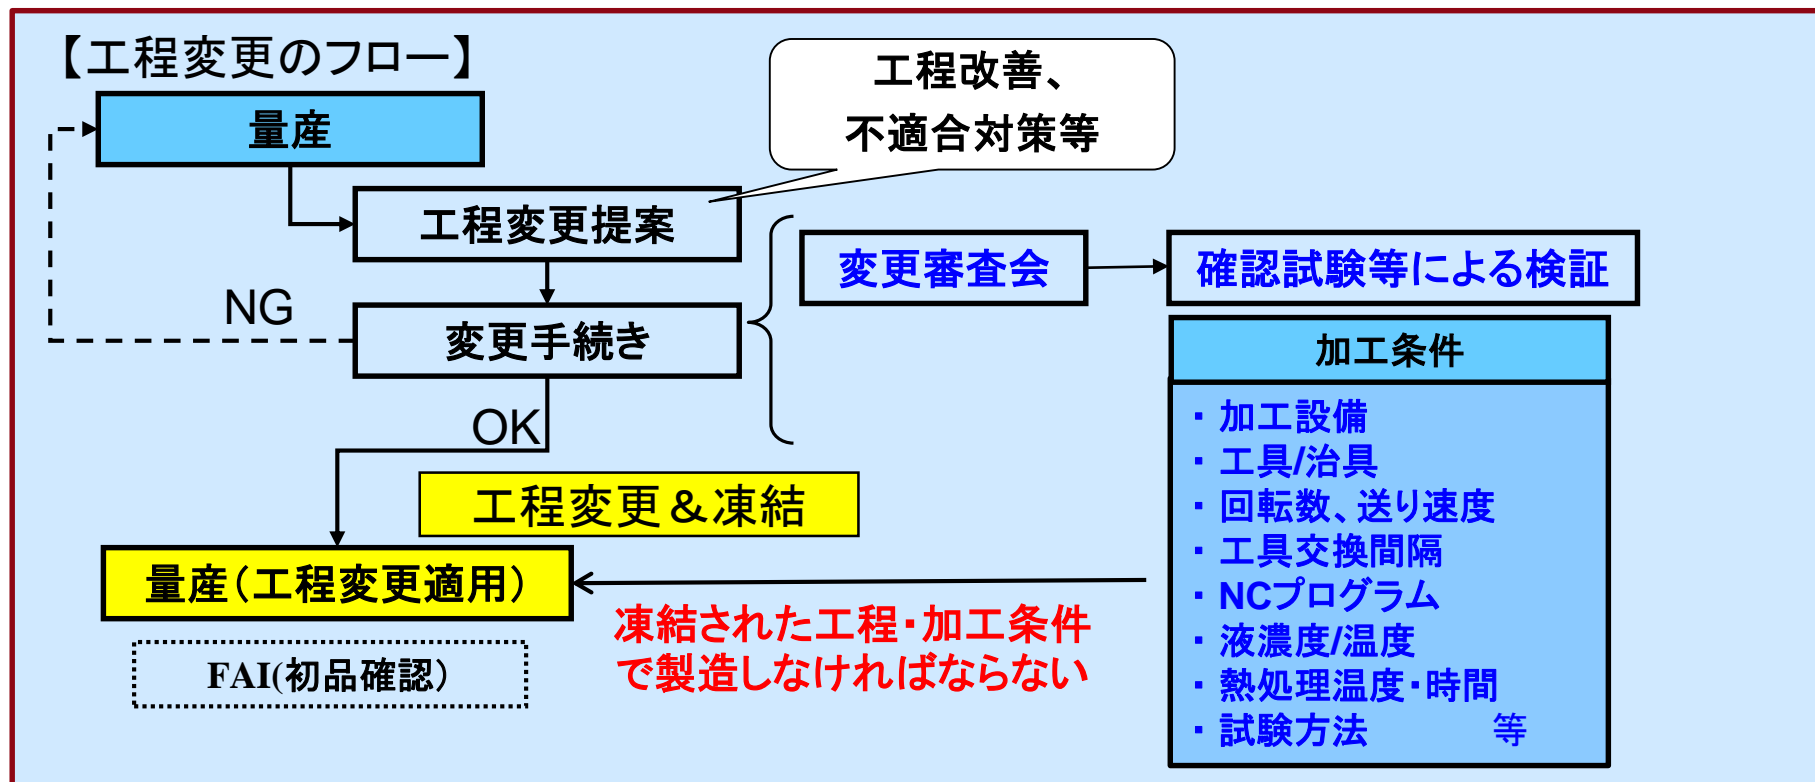 【工程変更のフロー】
工程改善、
不適合対策等
量産
工程変更提案
変更審査会
確認試験等による検証
NG
変更手続き
加工条件
・加工設備
・工具/治具
・回転数、送り速度
・工具交換間隔
・NCプログラム
・液濃度/温度
・熱処理温度・時間
・試験方法 等
OK
工程変更＆凍結
量産（工程変更適用）
凍結された工程・加工条件
で製造しなければならない
FAI(初品確認）